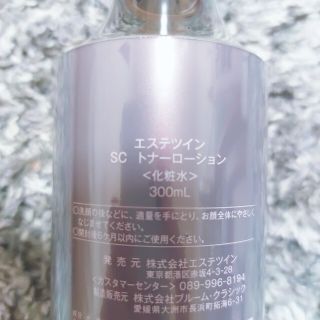 エステツイン
SC トナーローション
<化粧水>
300mL
○洗顔の後などに、適量を手にとり、お顔全体にやさしく
なじませてください。
○開封後6か月以内にご使用ください。
発売元 株式会社エステツイン
東京都港区赤坂4-3-28
<カスタマーセンター> 089-996-8194
製造販売元 株式会社ブルーム・クラシック
愛媛県大洲市長浜町拓海6-31